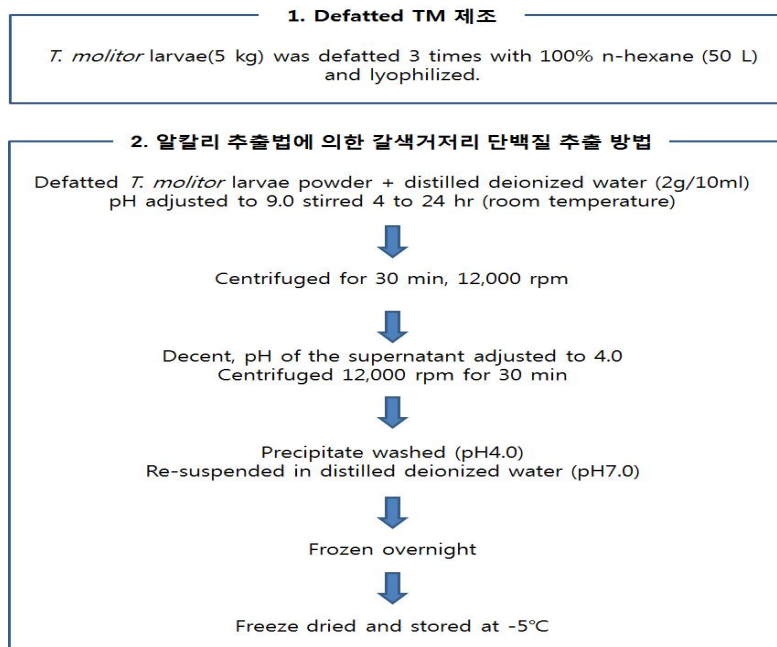 1. Defatted TM 제조
T. molitor larvae(5 kg) was defatted 3 times with 100% n-hexane (50 L)
and lyophilized.
2. 알칼리 추출법에 의한 갈색거저리 단백질 추출 방법
Defatted T. molitor larvae powder + distilled deionized water (2g/10ml)
pH adjusted to 9.0 stirred 4 to 24 hr (room temperature)
Centrifuged for 30 min, 12,000 rpm
Decent, pH of the supernatant adjusted to 4.0
Centrifuged 12,000 rpm for 30 min
Precipitate washed (pH4.0)
Re-suspended in distilled deionized water (pH7.0)
Frozen overnight
Freeze dried and stored at -5℃